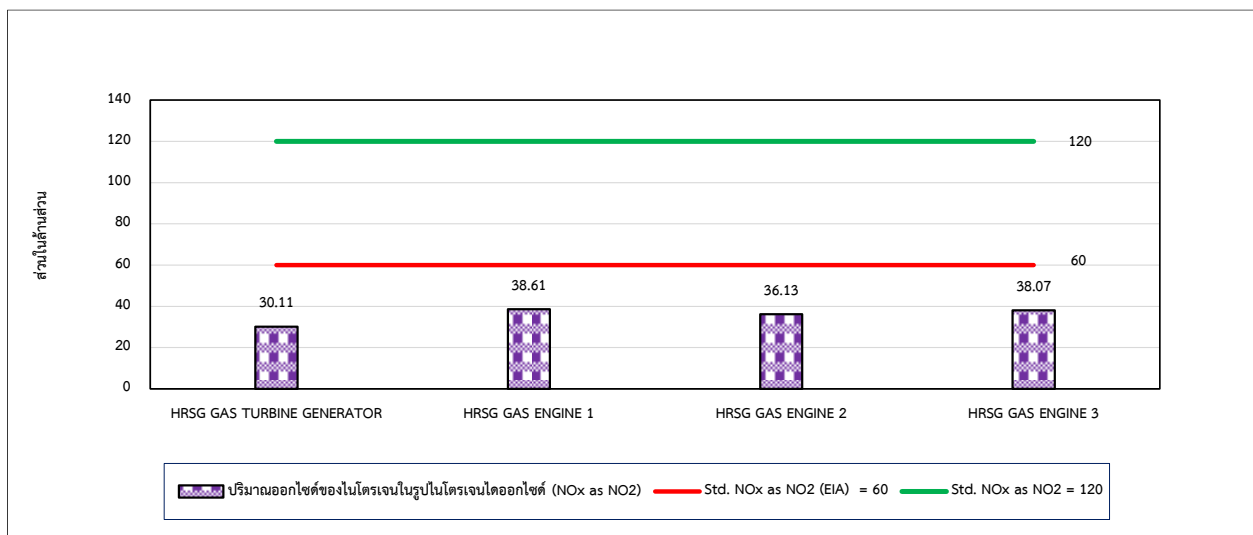 140
120
100
80
60
40
20
0
ส่วนในล้านส่วน
120
60
30.11
38.61
36.13
38.07
HRSG GAS TURBINE GENERATOR
HRSG GAS ENGINE 1
HRSG GAS ENGINE 2
HRSG GAS ENGINE 3
ปริมาณออกไซด์ของไนโตรเจนในรูปไนโตรเจนไดออกไซด์ (NOx as NO2)
Std. NOx as NO2 (EIA) = 60
Std. NOx as NO2 = 120